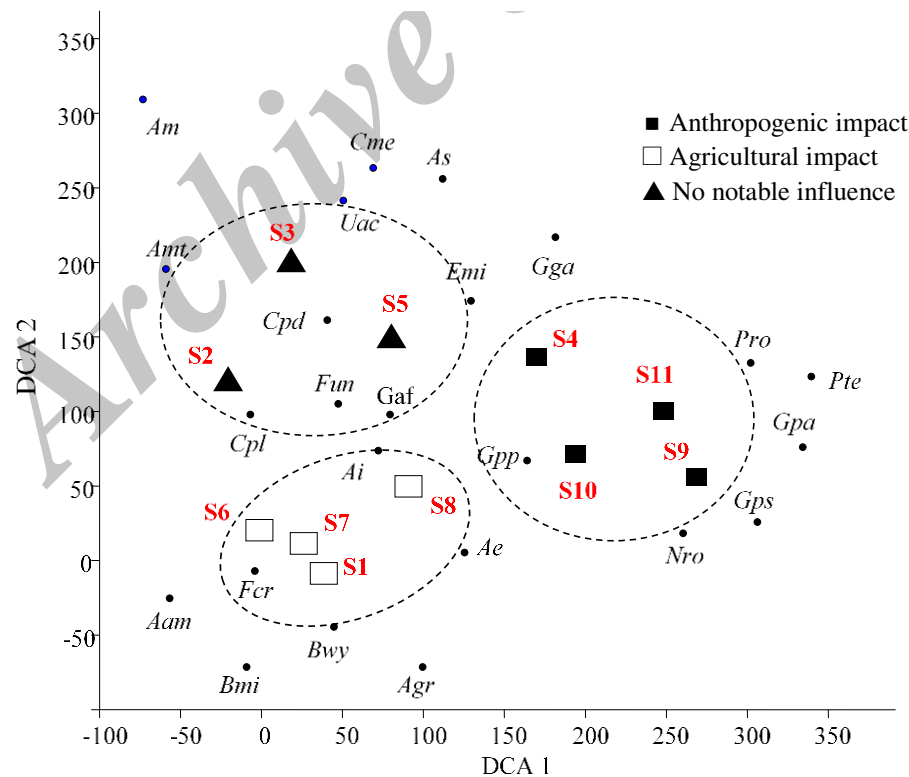 Archive
350
300
250
200
150
100
50
0
-50
DCA 2
-100
-50
0
50
100
150
200
250
300
350
DCA 1
Anthropogenic impact
Agricultural impact
No notable influence
Am
Cme
As
Uac
S3
Amt
Emi
Gga
Cpd
S5
S2
Fun
Gaf
Cpl
S4
Pro
S11
Pte
Gpa
Gpp
S9
S10
Gps
Nro
Ai
S6
S7
S8
S1
Ae
Fcr
Aam
Bwy
Bmi
Agr